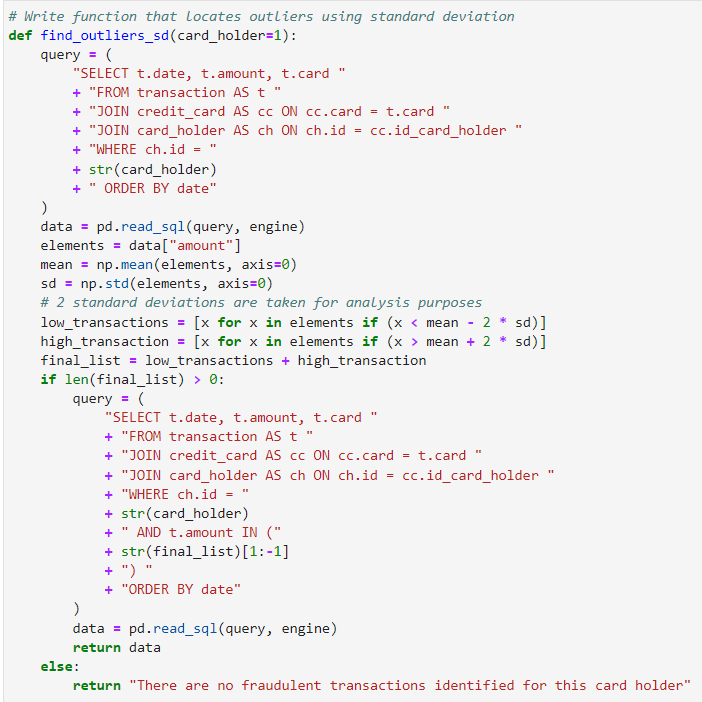 # Write function that locates outliers using standard deviation
def find_outliers_sd(card_holder=1):
    query = (
        "SELECT t.date, t.amount, t.card "
        + "FROM transaction AS t "
        + "JOIN credit_card AS cc ON cc.card = t.card "
        + "JOIN card_holder AS ch ON ch.id = cc.id_card_holder "
        + "WHERE ch.id = "
        + str(card_holder)
        + " ORDER BY date"
    )
    data = pd.read_sql(query, engine)
    elements = data["amount"]
    mean = np.mean(elements, axis=0)
    sd = np.std(elements, axis=0)
    # 2 standard deviations are taken for analysis purposes
    low_transactions = [x for x in elements if (x < mean - 2 * sd)]
    high_transaction = [x for x in elements if (x > mean + 2 * sd)]
    final_list = low_transactions + high_transaction
    if len(final_list) > 0:
        query = (
            "SELECT t.date, t.amount, t.card "
            + "FROM transaction AS t "
            + "JOIN credit_card AS cc ON cc.card = t.card "
            + "JOIN card_holder AS ch ON ch.id = cc.id_card_holder "
            + "WHERE ch.id = "
            + str(card_holder)
            + " AND t.amount IN ("
            + str(final_list)[1:-1]
            + ") "
            + "ORDER BY date"
        )
        data = pd.read_sql(query, engine)
        return data
    else:
        return "There are no fraudulent transactions identified for this card holder"